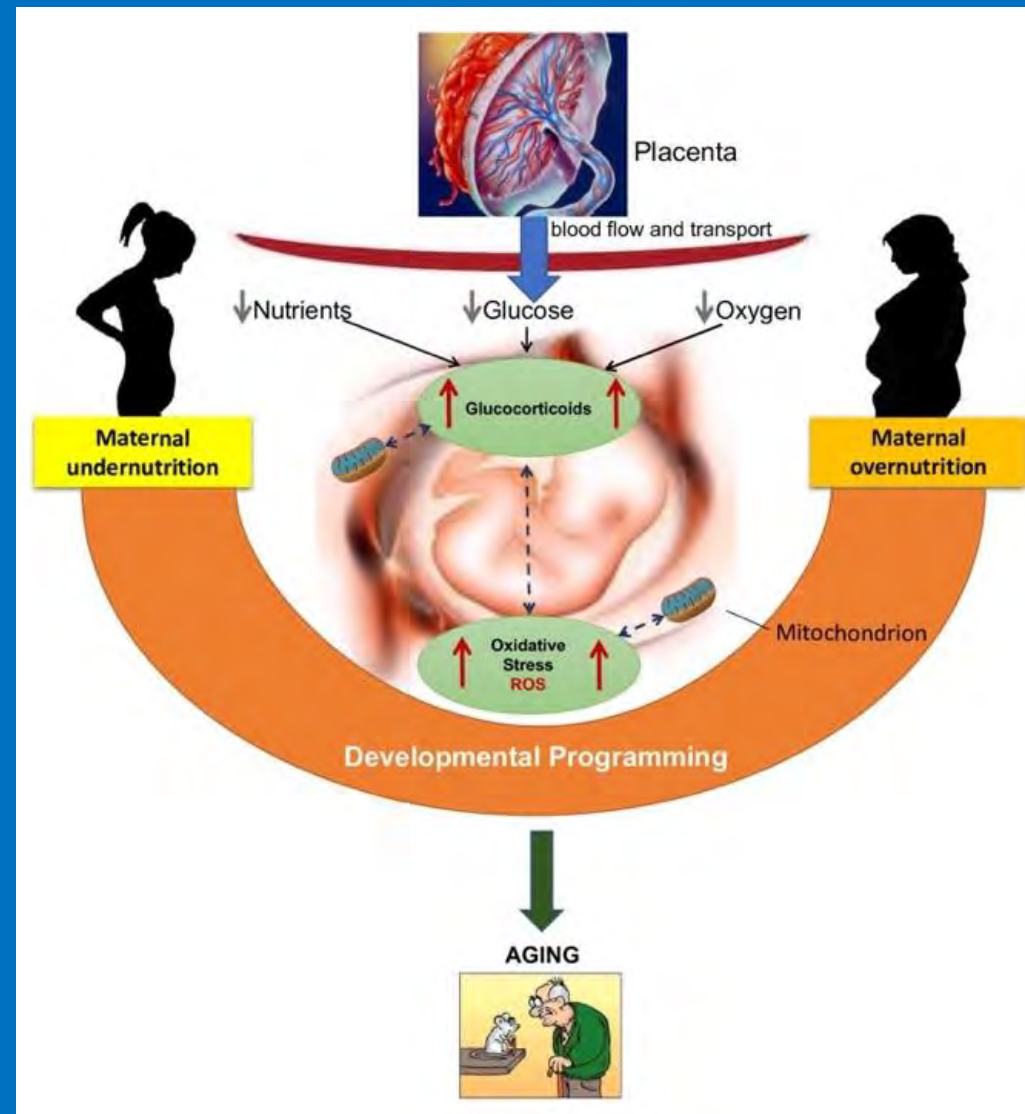 Placenta
blood flow and transport
Nutrients
Glucose
Oxygen
Glucocorticoids
Maternal
undernutrition
Maternal
overnutrition
Oxidative
Stress
ROS
Mitochondrion
Developmental Programming
AGING